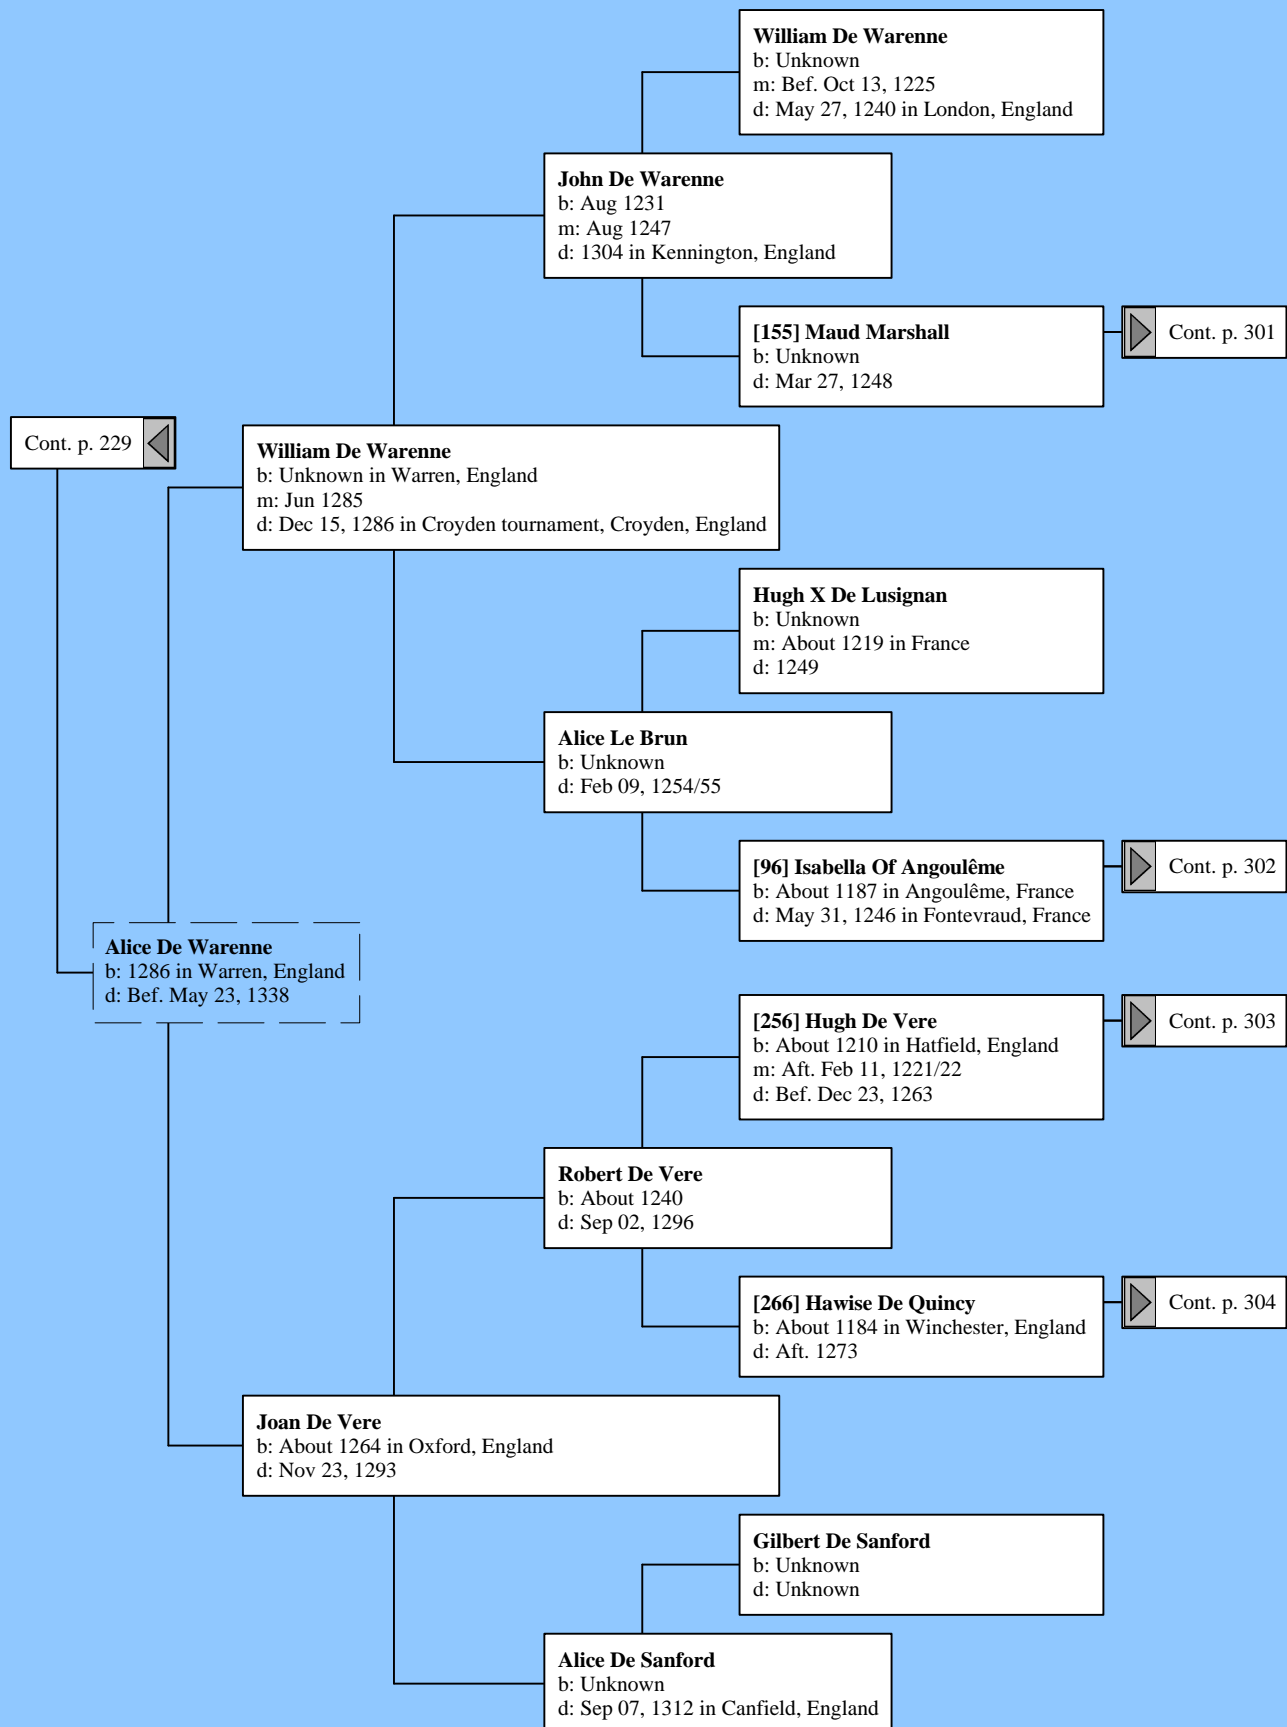 William De Warenne
b: Unknown
m: Bef. Oct 13, 1225
d: May 27, 1240 in London, England
John De Warenne
b: Aug 1231
m: Aug 1247
d: 1304 in Kennington, England
[155] Maud Marshall
b: Unknown
d: Mar 27, 1248
Cont. p. 301
Cont. p. 229
William De Warenne
b: Unknown in Warren, England
m: Jun 1285
d: Dec 15, 1286 in Croyden tournament, Croyden, England
Hugh X De Lusignan
b: Unknown
m: About 1219 in France
d: 1249
Alice Le Brun
b: Unknown
d: Feb 09, 1254/55
[96] Isabella Of Angoulême
b: About 1187 in Angoulême, France
d: May 31, 1246 in Fontevraud, France
Cont. p. 302
Alice De Warenne
b: 1286 in Warren, England
d: Bef. May 23, 1338
[256] Hugh De Vere
b: About 1210 in Hatfield, England
m: Aft. Feb 11, 1221/22
d: Bef. Dec 23, 1263
Cont. p. 303
Robert De Vere
b: About 1240
d: Sep 02, 1296
[266] Hawise De Quincy
b: About 1184 in Winchester, England
d: Aft. 1273
Cont. p. 304
Joan De Vere
b: About 1264 in Oxford, England
d: Nov 23, 1293
Gilbert De Sanford
b: Unknown
d: Unknown
Alice De Sanford
b: Unknown
d: Sep 07, 1312 in Canfield, England